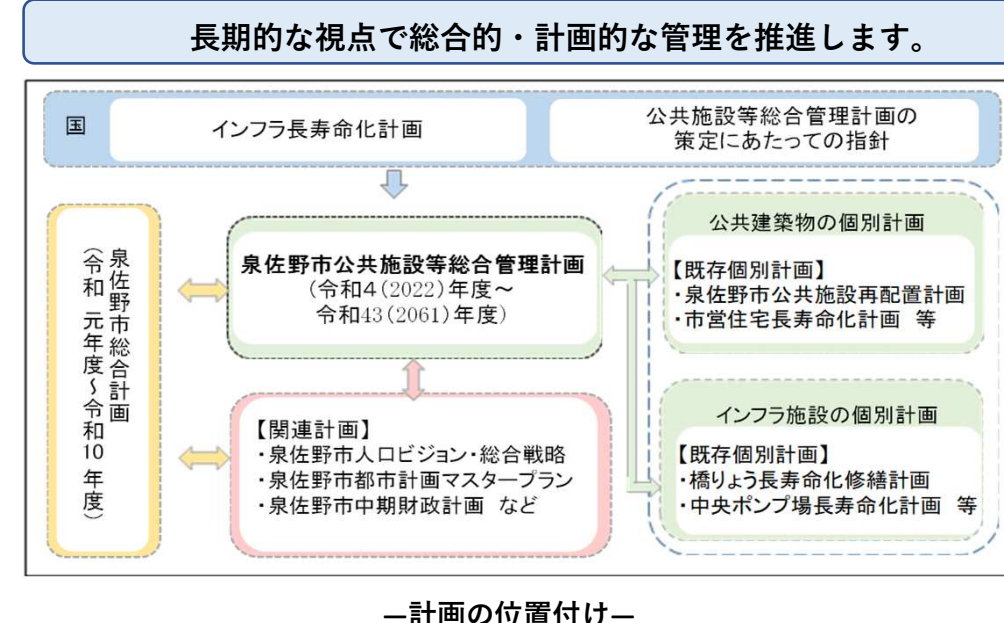 長期的な視点で総合的・計画的な管理を推進します。
国
インフラ長寿命化計画
公共施設等総合管理計画の
策定にあたっての指針
泉佐野市総合計画
（令和 元年度～令和10 年度）
泉佐野市公共施設等総合管理計画
(令和4(2022)年度～
令和43(2061)年度)
【関連計画】
・泉佐野市人口ビジョン・総合戦略
・泉佐野市都市計画マスタープラン
・泉佐野市中期財政計画 など
公共建築物の個別計画
【既存個別計画】
・泉佐野市公共施設再配置計画
・市営住宅長寿命化計画 等
インフラ施設の個別計画
【既存個別計画】
・橋りょう長寿命化修繕計画
・中央ポンプ場長寿命化計画 等
―計画の位置付け―